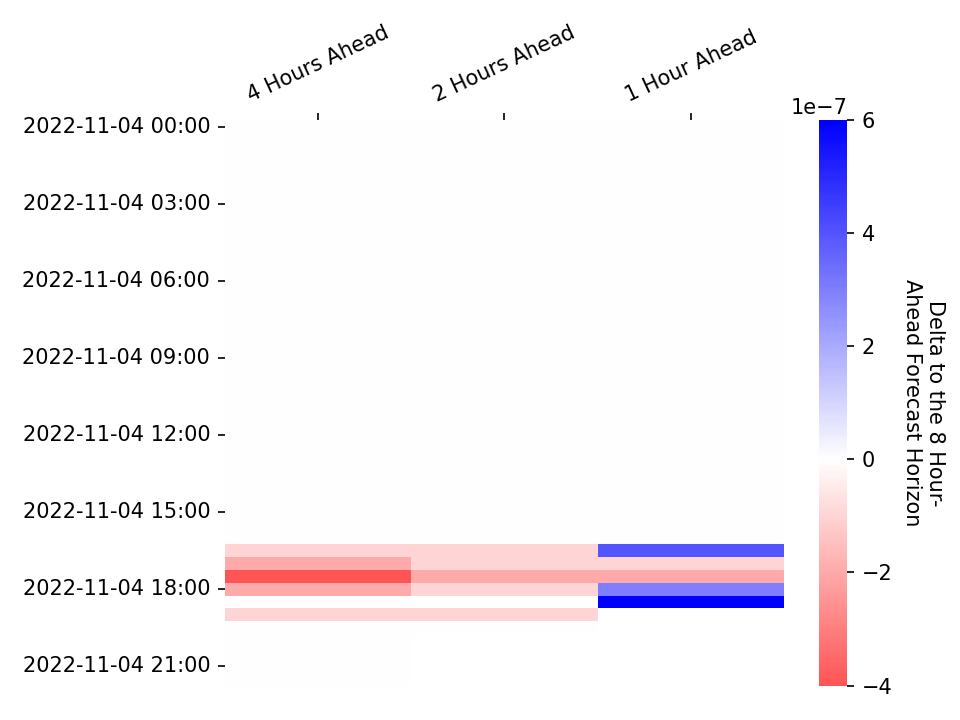 4 Hours Ahead
2 Hours Ahead
1 Hour Ahead
1e−7
2022-11-04 00:00
2022-11-04 03:00
2022-11-04 06:00
2022-11-04 09:00
2022-11-04 12:00
2022-11-04 15:00
2022-11-04 18:00
2022-11-04 21:00
6
4
2
0
−2
−4
Delta to the 8 Hour-
Ahead Forecast Horizon